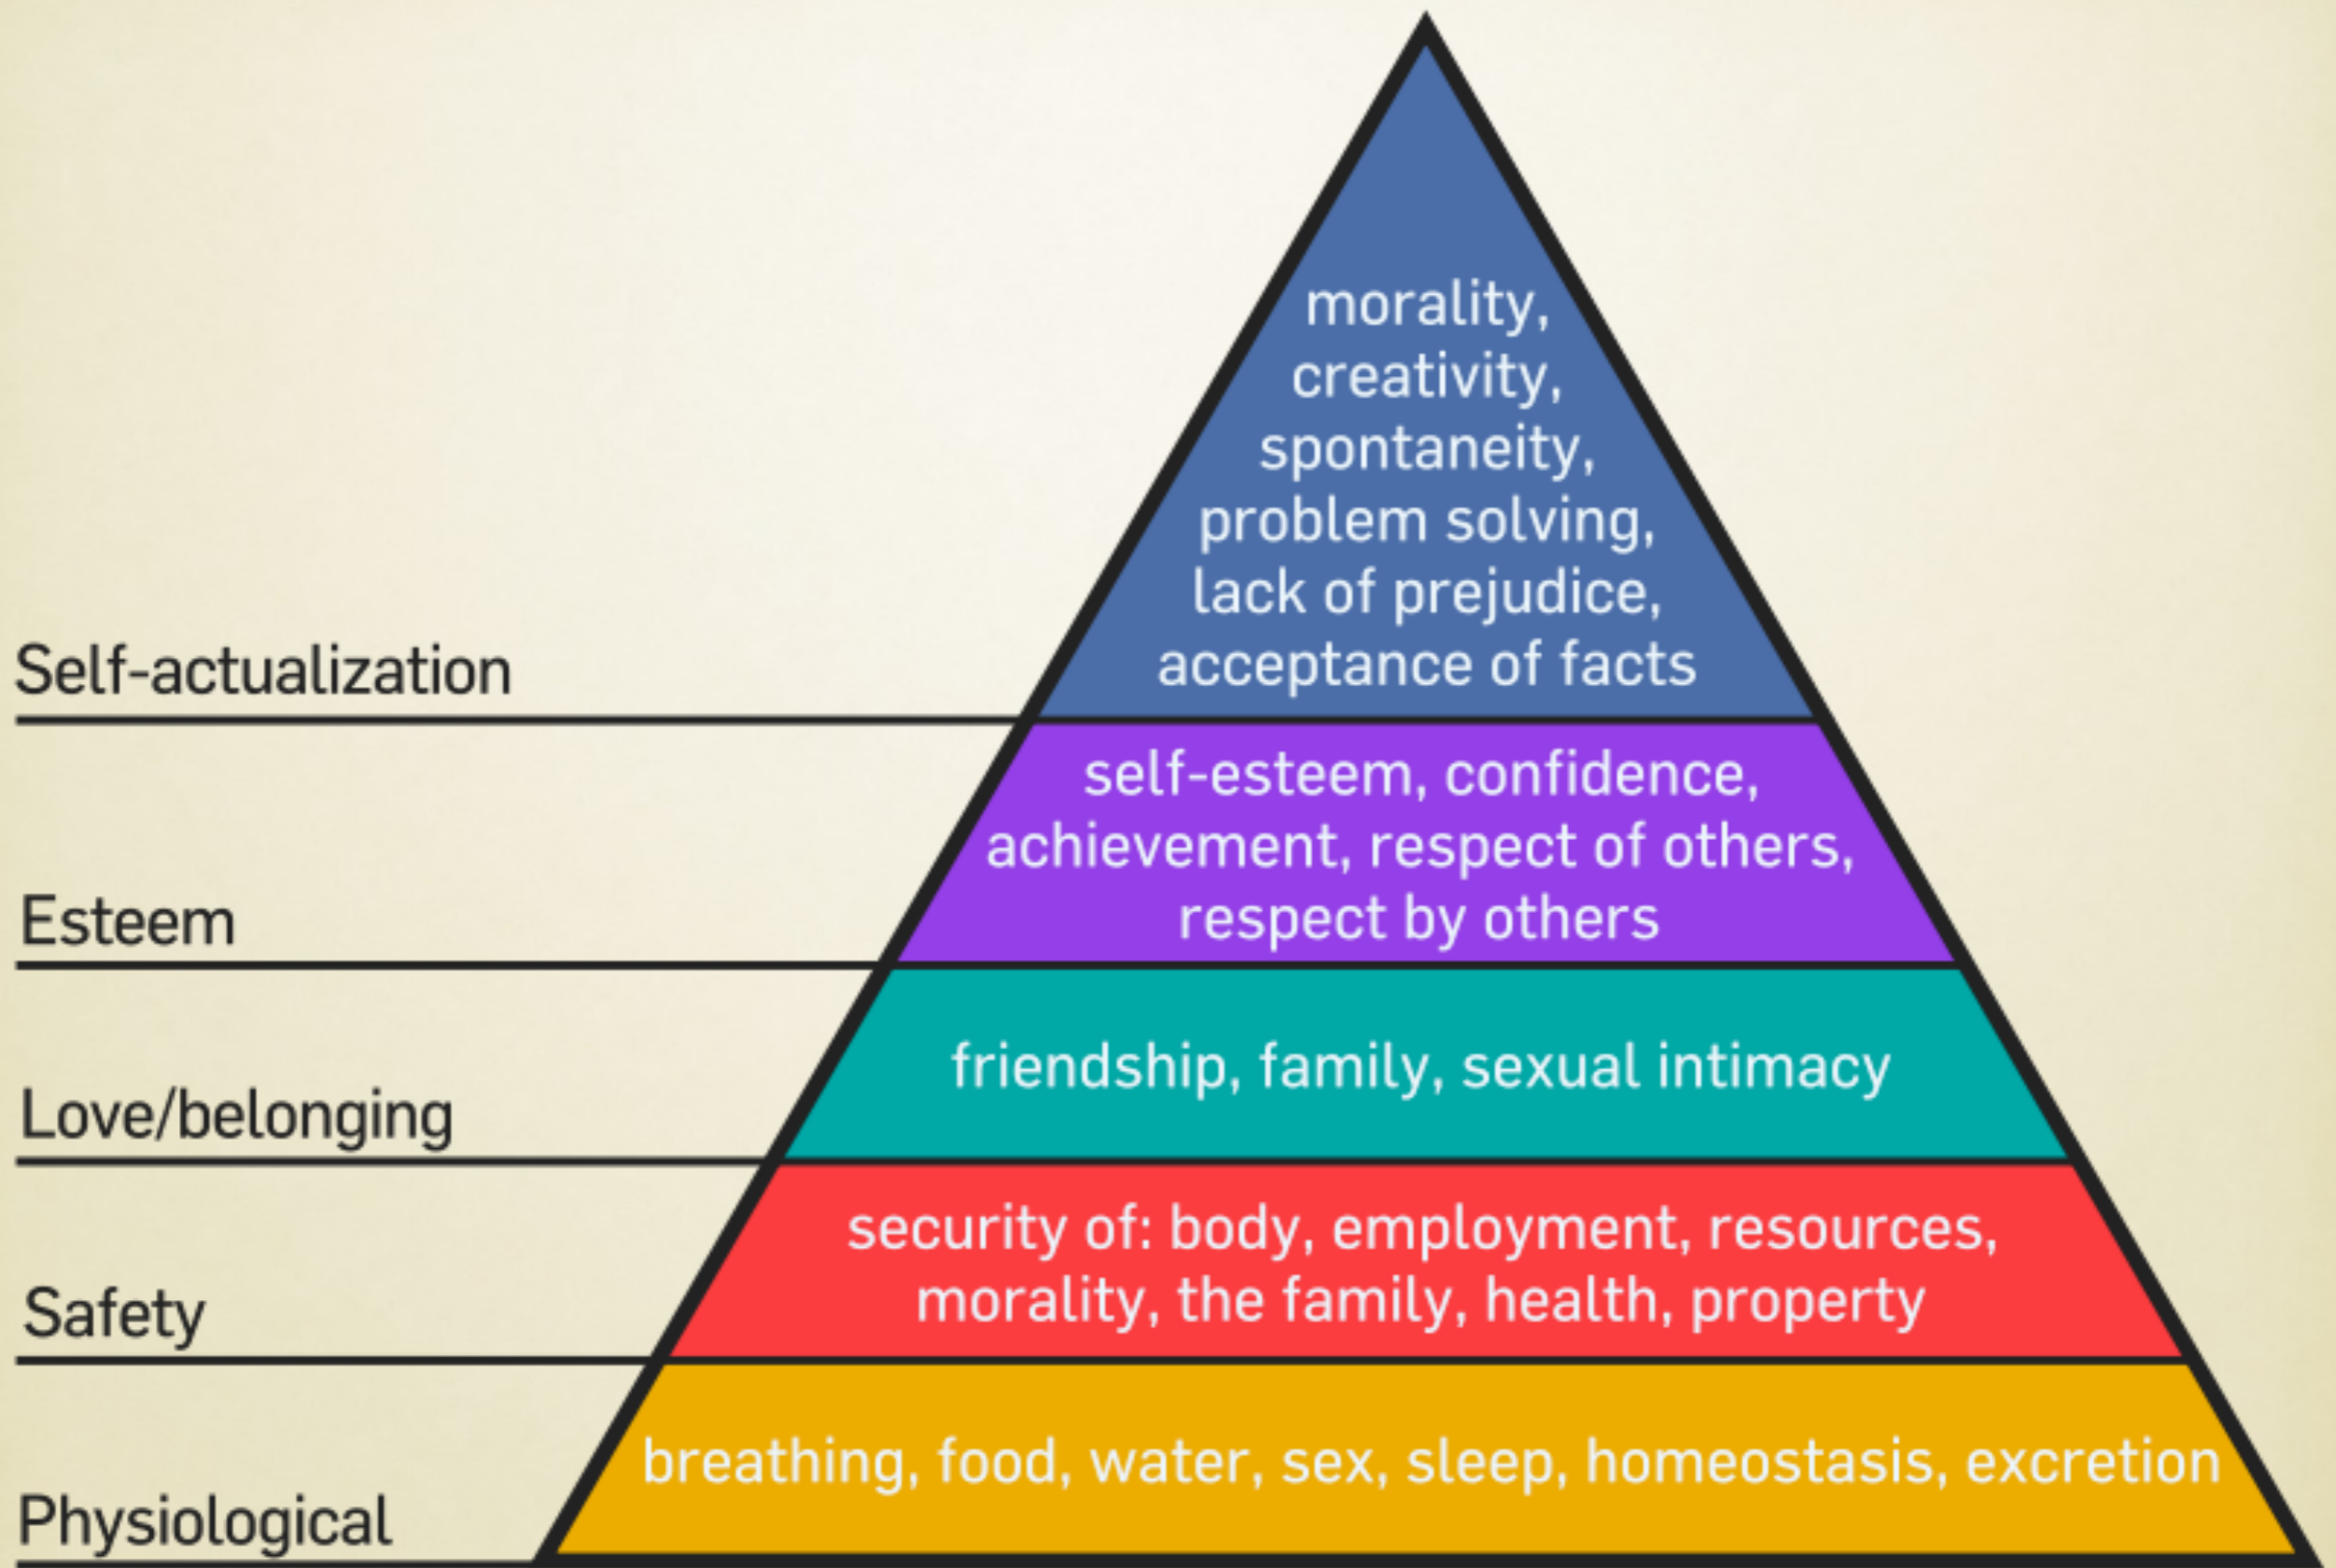 morality,
creativity,
spontaneity,
problem solving,
lack of prejudice,
acceptance of facts
Self-actualization
self-esteem, confidence,
achievement, respect of others,
respect by others
Esteem
friendship, family, sexual intimacy
Love/belonging
security of: body, employment, resources,
morality, the family, health, property
Safety
breathing, food, water, sex, sleep, homeostasis, excretion
Physiological